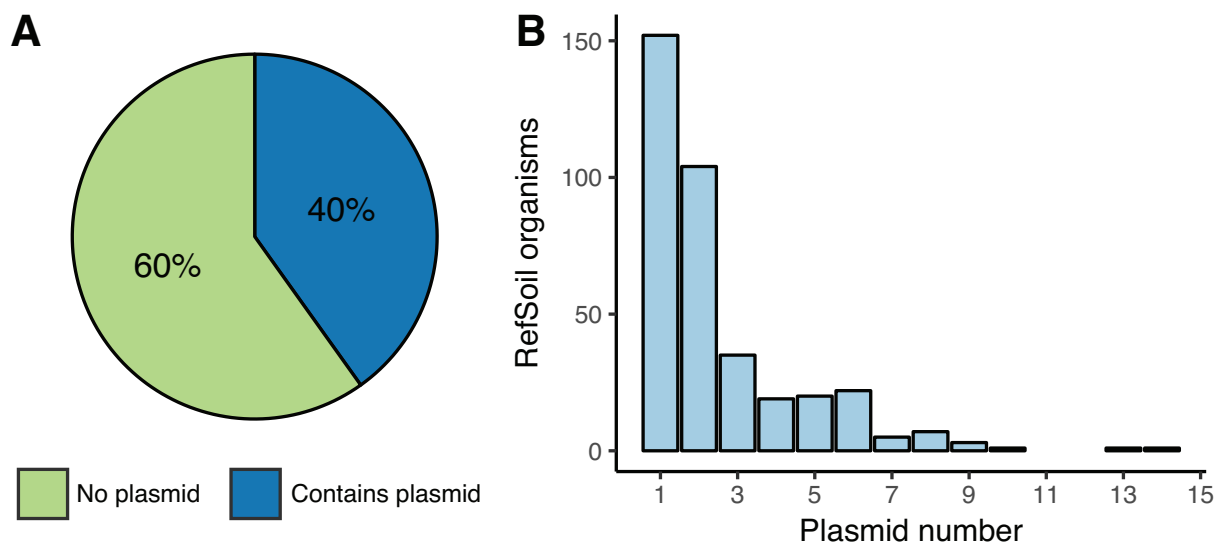 A
40%
60%
No plasmid
Contains plasmid
B
RefSoil organisms
150
100
50
0
1 3 5 7 9 11 13 15
Plasmid number